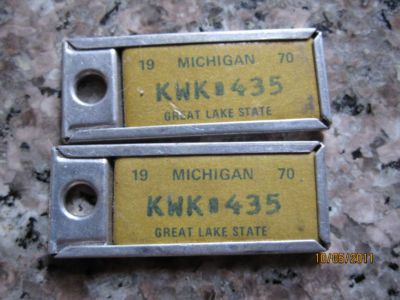 19 MICHIGAN 70
KWK•435
GREAT LAKE STATE
19 MICHIGAN 70
KWK•435
GREAT LAKE STATE
10/05/2011